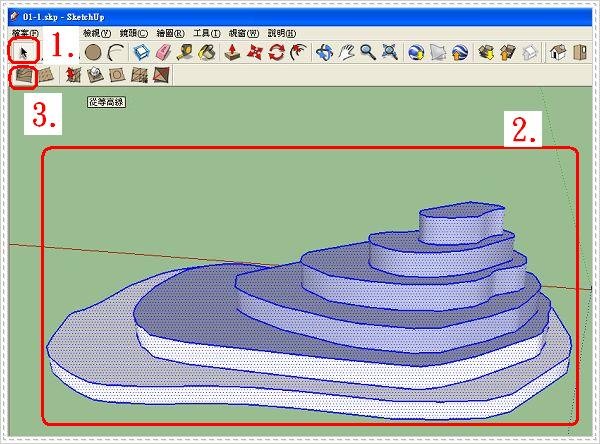 01-1.skp - SketchUp
檔案(F) 檢視(V) 鏡頭(C) 繪圖(R) 工具(I) 視窗(W) 說明(H)
1.
從等高線
3.
2.